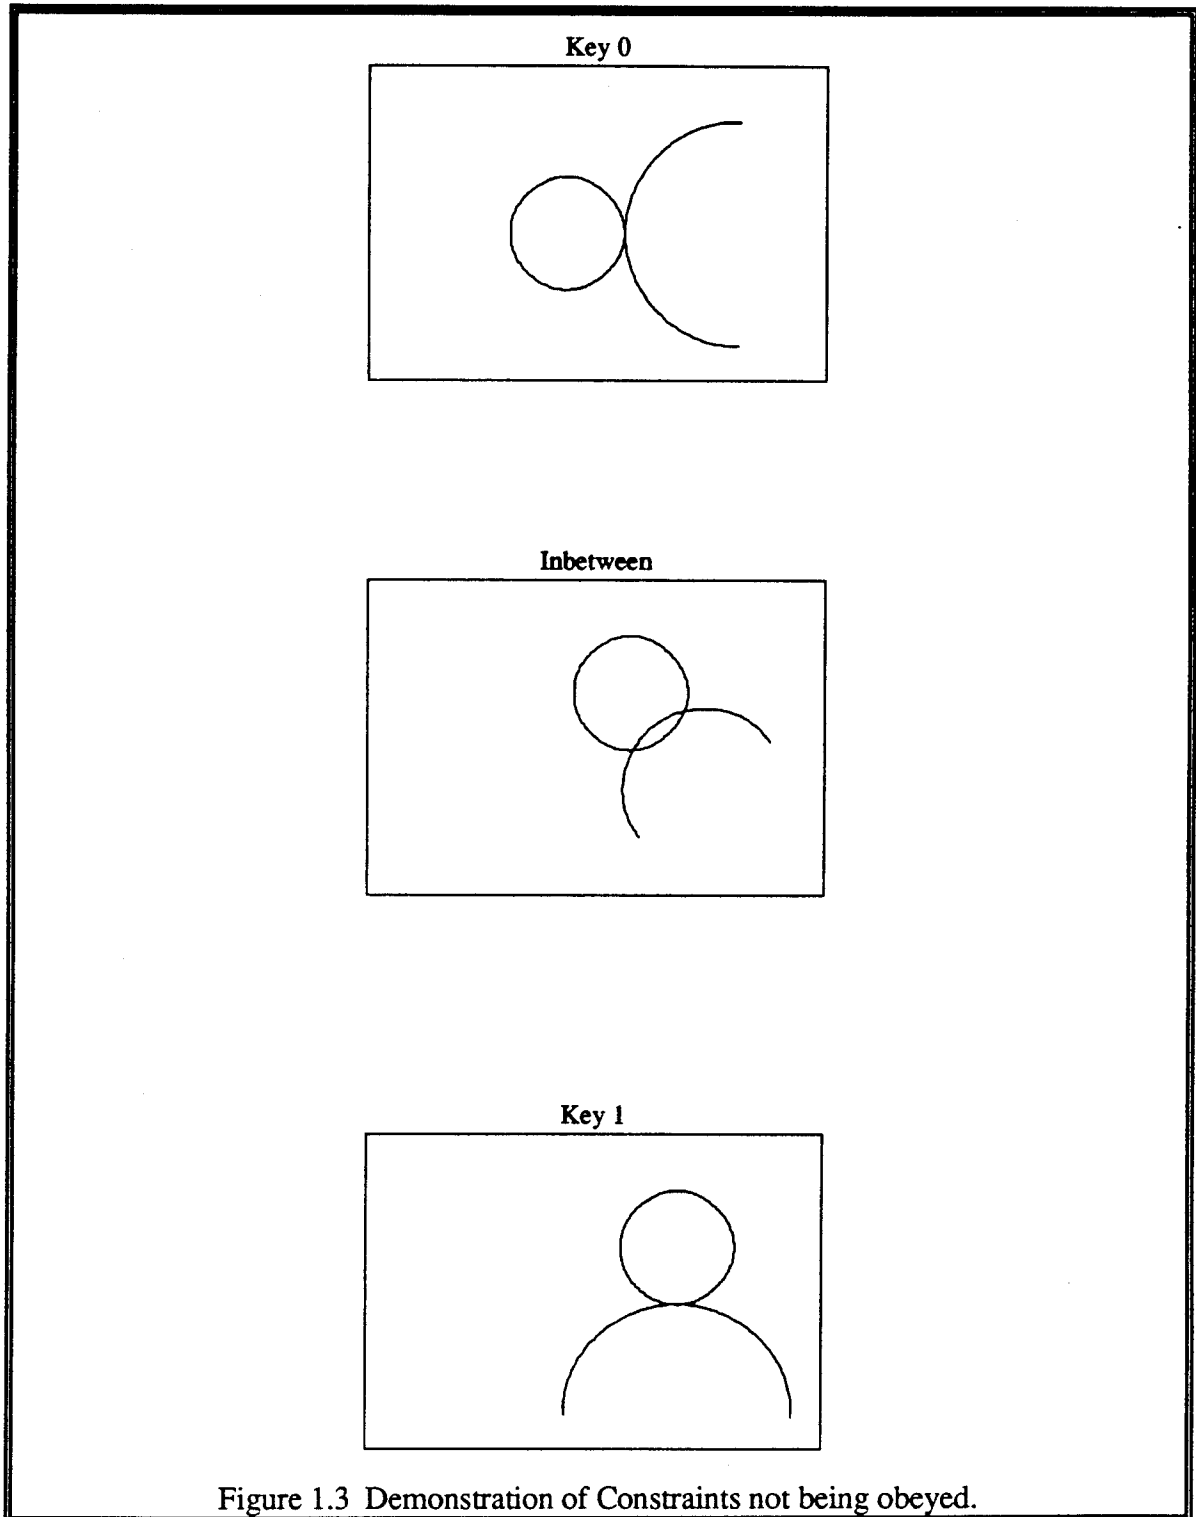 Key 0
Inbetween
Key 1
Figure 1.3 Demonstration of Constraints not being obeyed.